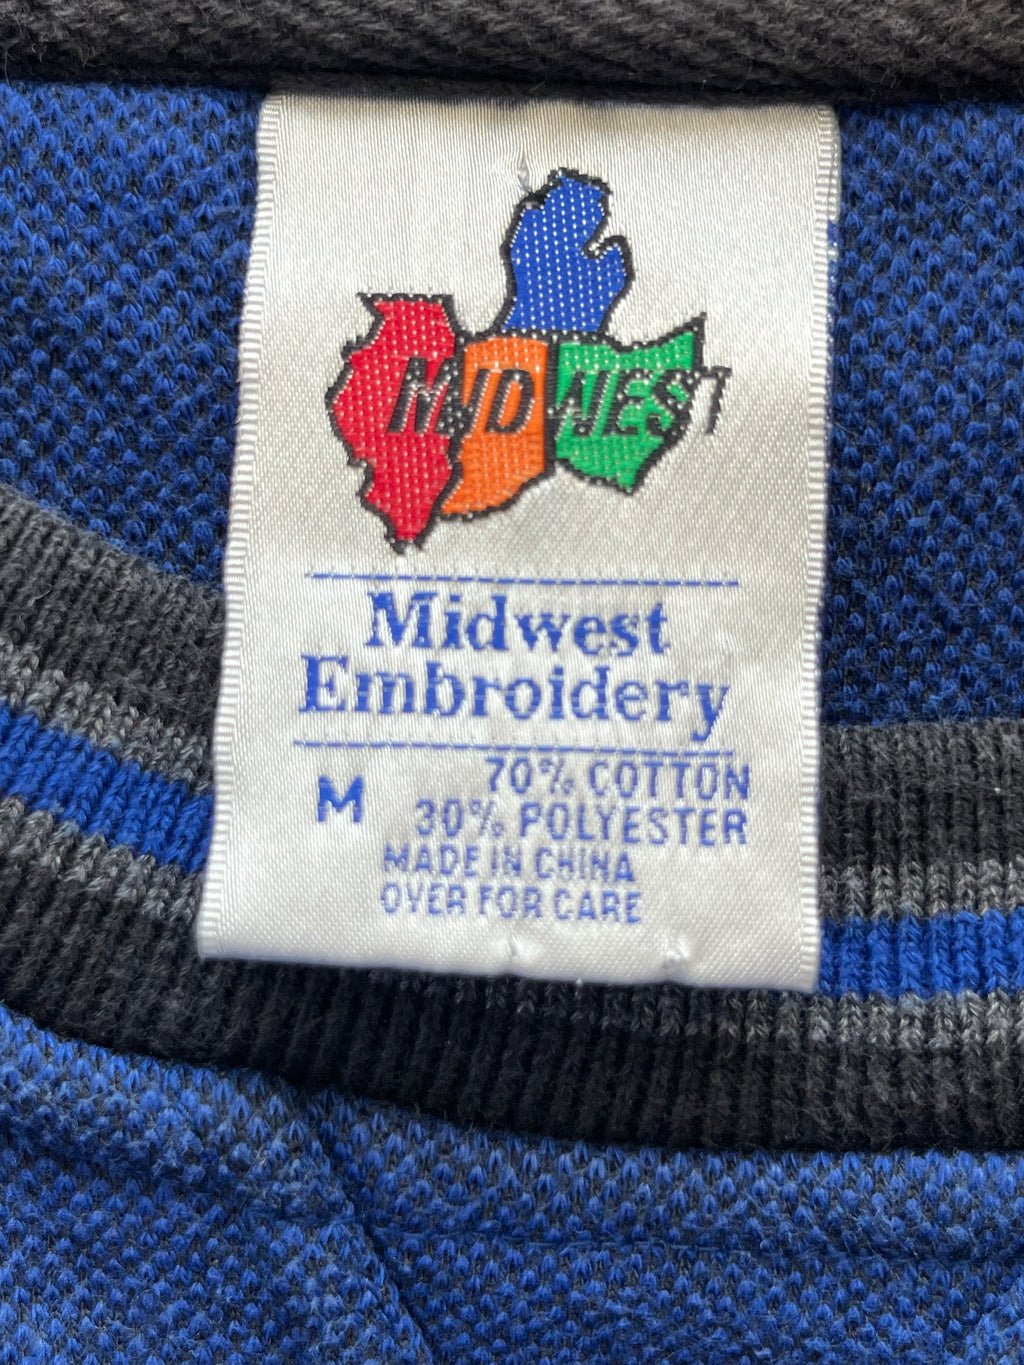 MIDWEST
Midwest
Embroidery
M 70% COTTON
30% POLYESTER
MADE IN CHINA
OVER FOR CARE